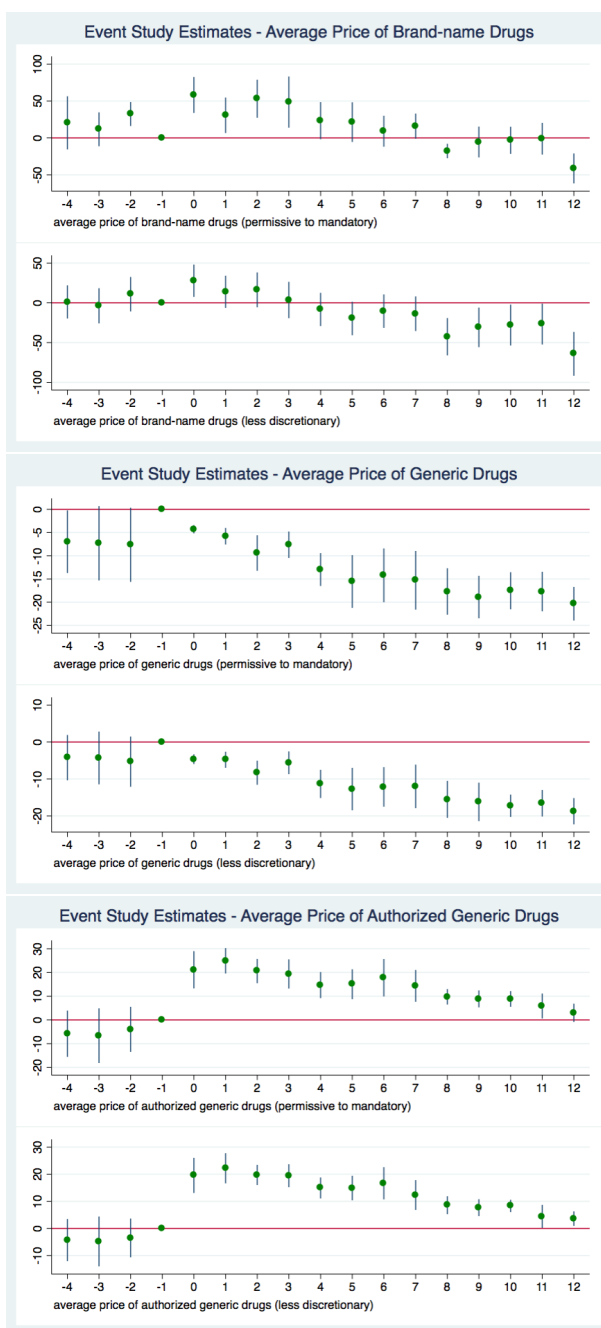 Event Study Estimates - Average Price of Brand-name Drugs
100
50
0
-50
-4 -3 -2 -1 0 1 2 3 4 5 6 7 8 9 10 11 12
average price of brand-name drugs (permissive to mandatory)
50
0
-50
-100
-4 -3 -2 -1 0 1 2 3 4 5 6 7 8 9 10 11 12
average price of brand-name drugs (less discretionary)
Event Study Estimates - Average Price of Generic Drugs
0
-5
-10
-15
-20
-25
-4 -3 -2 -1 0 1 2 3 4 5 6 7 8 9 10 11 12
average price of generic drugs (permissive to mandatory)
10
0
-10
-20
-4 -3 -2 -1 0 1 2 3 4 5 6 7 8 9 10 11 12
average price of generic drugs (less discretionary)
Event Study Estimates - Average Price of Authorized Generic Drugs
30
20
10
0
-10
-20
-4 -3 -2 -1 0 1 2 3 4 5 6 7 8 9 10 11 12
average price of authorized generic drugs (permissive to mandatory)
30
20
10
0
-10
-4 -3 -2 -1 0 1 2 3 4 5 6 7 8 9 10 11 12
average price of authorized generic drugs (less discretionary)